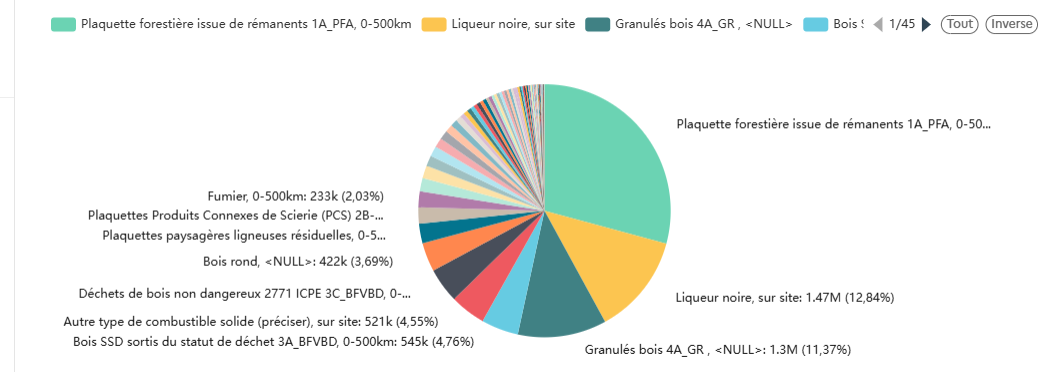 Plaquette forestière issue de rémanents 1A_PFA, 0-500km Liqueur noire, sur site Granulés bois 4A_GR , <NULL> Bois 1/45 Tout Inverse
Plaquette forestière issue de rémanents 1A_PFA, 0-50...
Fumier, 0-500km: 233k (2,03%)
Plaquettes Produits Connexes de Scierie (PCS) 2B-...
Plaquettes paysagères ligneuses résiduelles, 0-5...
Bois rond, <NULL>: 422k (3,69%)
Déchets de bois non dangereux 2771 ICPE 3C_BFVBD, 0-...
Liqueur noire, sur site: 1.47M (12,84%)
Autre type de combustible solide (préciser), sur site: 521k (4,55%)
Bois SSD sortis du statut de déchet 3A_BFVBD, 0-500km: 545k (4,76%)
Granulés bois 4A_GR , <NULL>: 1.3M (11,37%)